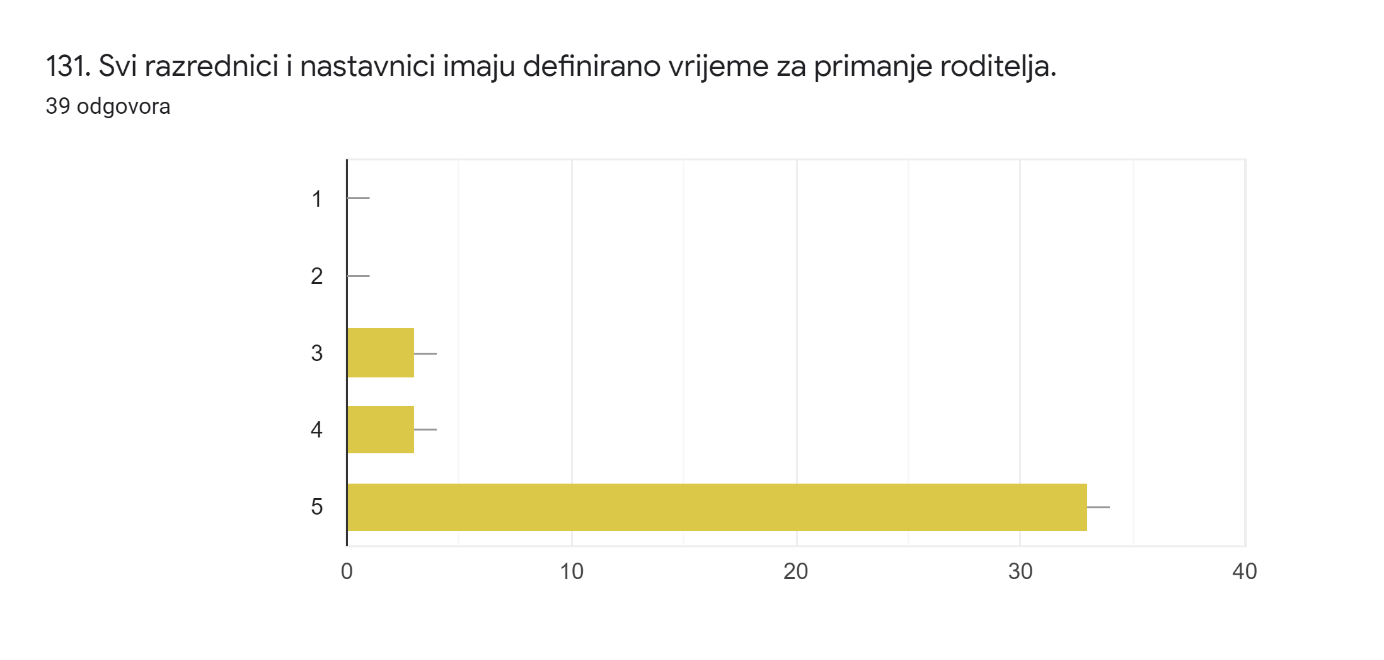 131. Svi razrednici i nastavnici imaju definirano vrijeme za primanje roditelja.
39 odgovora
1
2
3
4
5
0 10 20 30 40